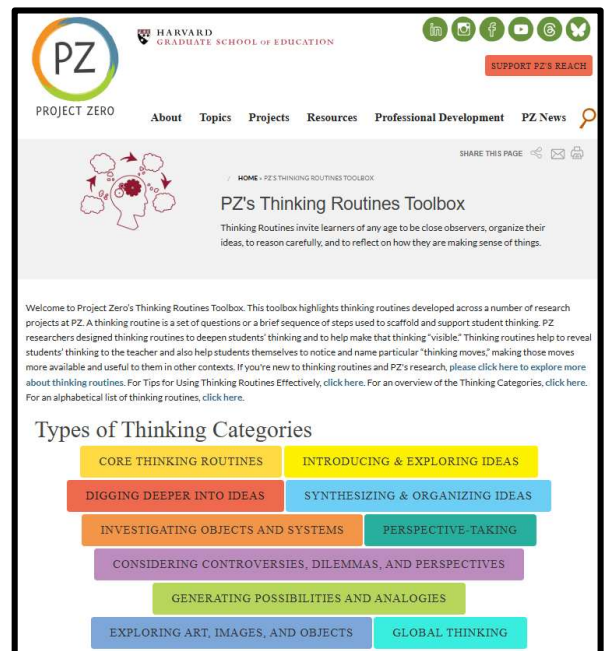 PZ
PROJECT ZERO
HARVARD
GRADUATE SCHOOL OF EDUCATION
SUPPORT PZ'S REACH
About Topics Projects Resources Professional Development PZ News
SHARE THIS PAGE
/ HOME » PZ'S THINKING ROUTINES TOOLBOX
PZ's Thinking Routines Toolbox
Thinking Routines invite learners of any age to be close observers, organize their
ideas, to reason carefully, and to reflect on how they are making sense of things.
Welcome to Project Zero's Thinking Routines Toolbox. This toolbox highlights thinking routines developed across a number of research
projects at PZ. A thinking routine is a set of questions or a brief sequence of steps used to scaffold and support student thinking. PZ
researchers designed thinking routines to deepen students' thinking and to help make that thinking "visible." Thinking routines help to reveal
students' thinking to the teacher and also help students themselves to notice and name particular "thinking moves," making those moves
more available and useful to them in other contexts. If you're new to thinking routines and PZ's research, please click here to explore more
about thinking routines. For Tips for Using Thinking Routines Effectively, click here. For an overview of the Thinking Categories, click here.
For an alphabetical list of thinking routines, click here.
Types of Thinking Categories
CORE THINKING ROUTINES
INTRODUCING & EXPLORING IDEAS
DIGGING DEEPER INTO IDEAS
SYNTHESIZING & ORGANIZING IDEAS
INVESTIGATING OBJECTS AND SYSTEMS
PERSPECTIVE-TAKING
CONSIDERING CONTROVERSIES, DILEMMAS, AND PERSPECTIVES
GENERATING POSSIBILITIES AND ANALOGIES
EXPLORING ART, IMAGES, AND OBJECTS
GLOBAL THINKING